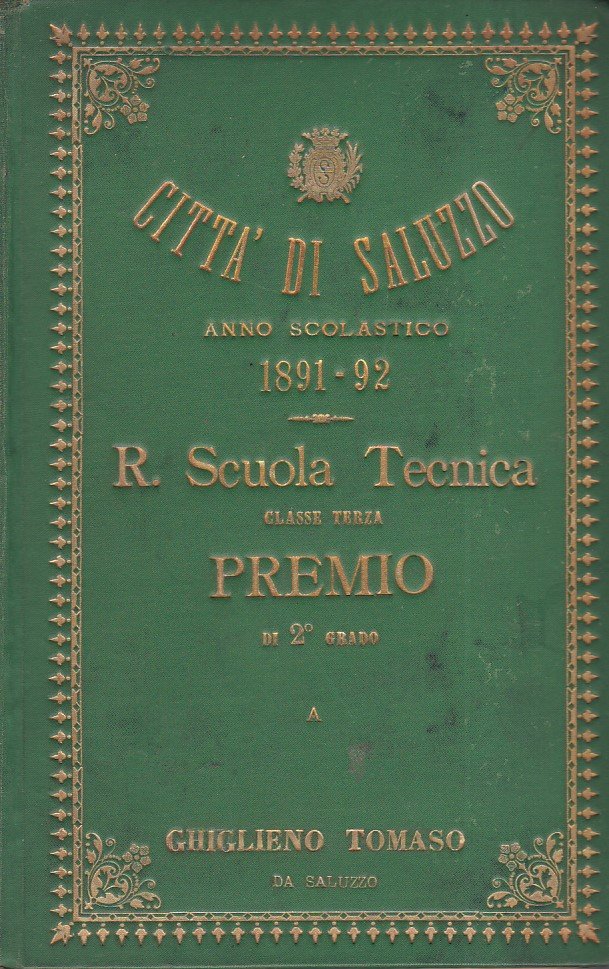 CITTA' DI SALUZZO
ANNO SCOLASTICO
1891-92
R. Scuola Tecnica
CLASSE TERZA
PREMIO
DI 2° GRADO
A
GHIGLIENO TOMASO
DA SALUZZO